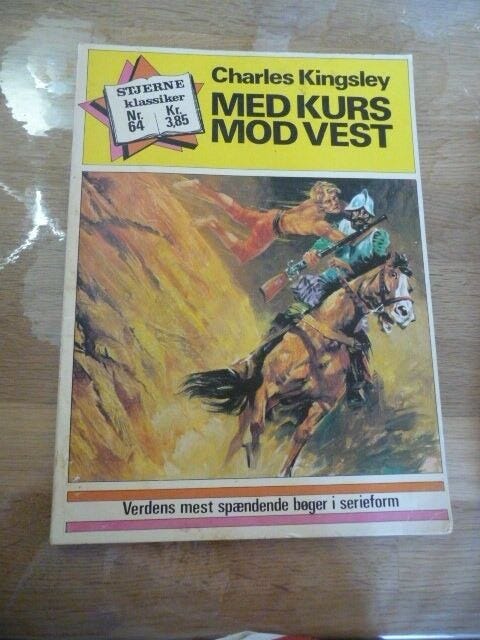 STJERNE
klassiker
Nr. Kr.
64 3,85
Charles Kingsley
MED KURS
MOD VEST
Verdens mest spændende bøger i serieform